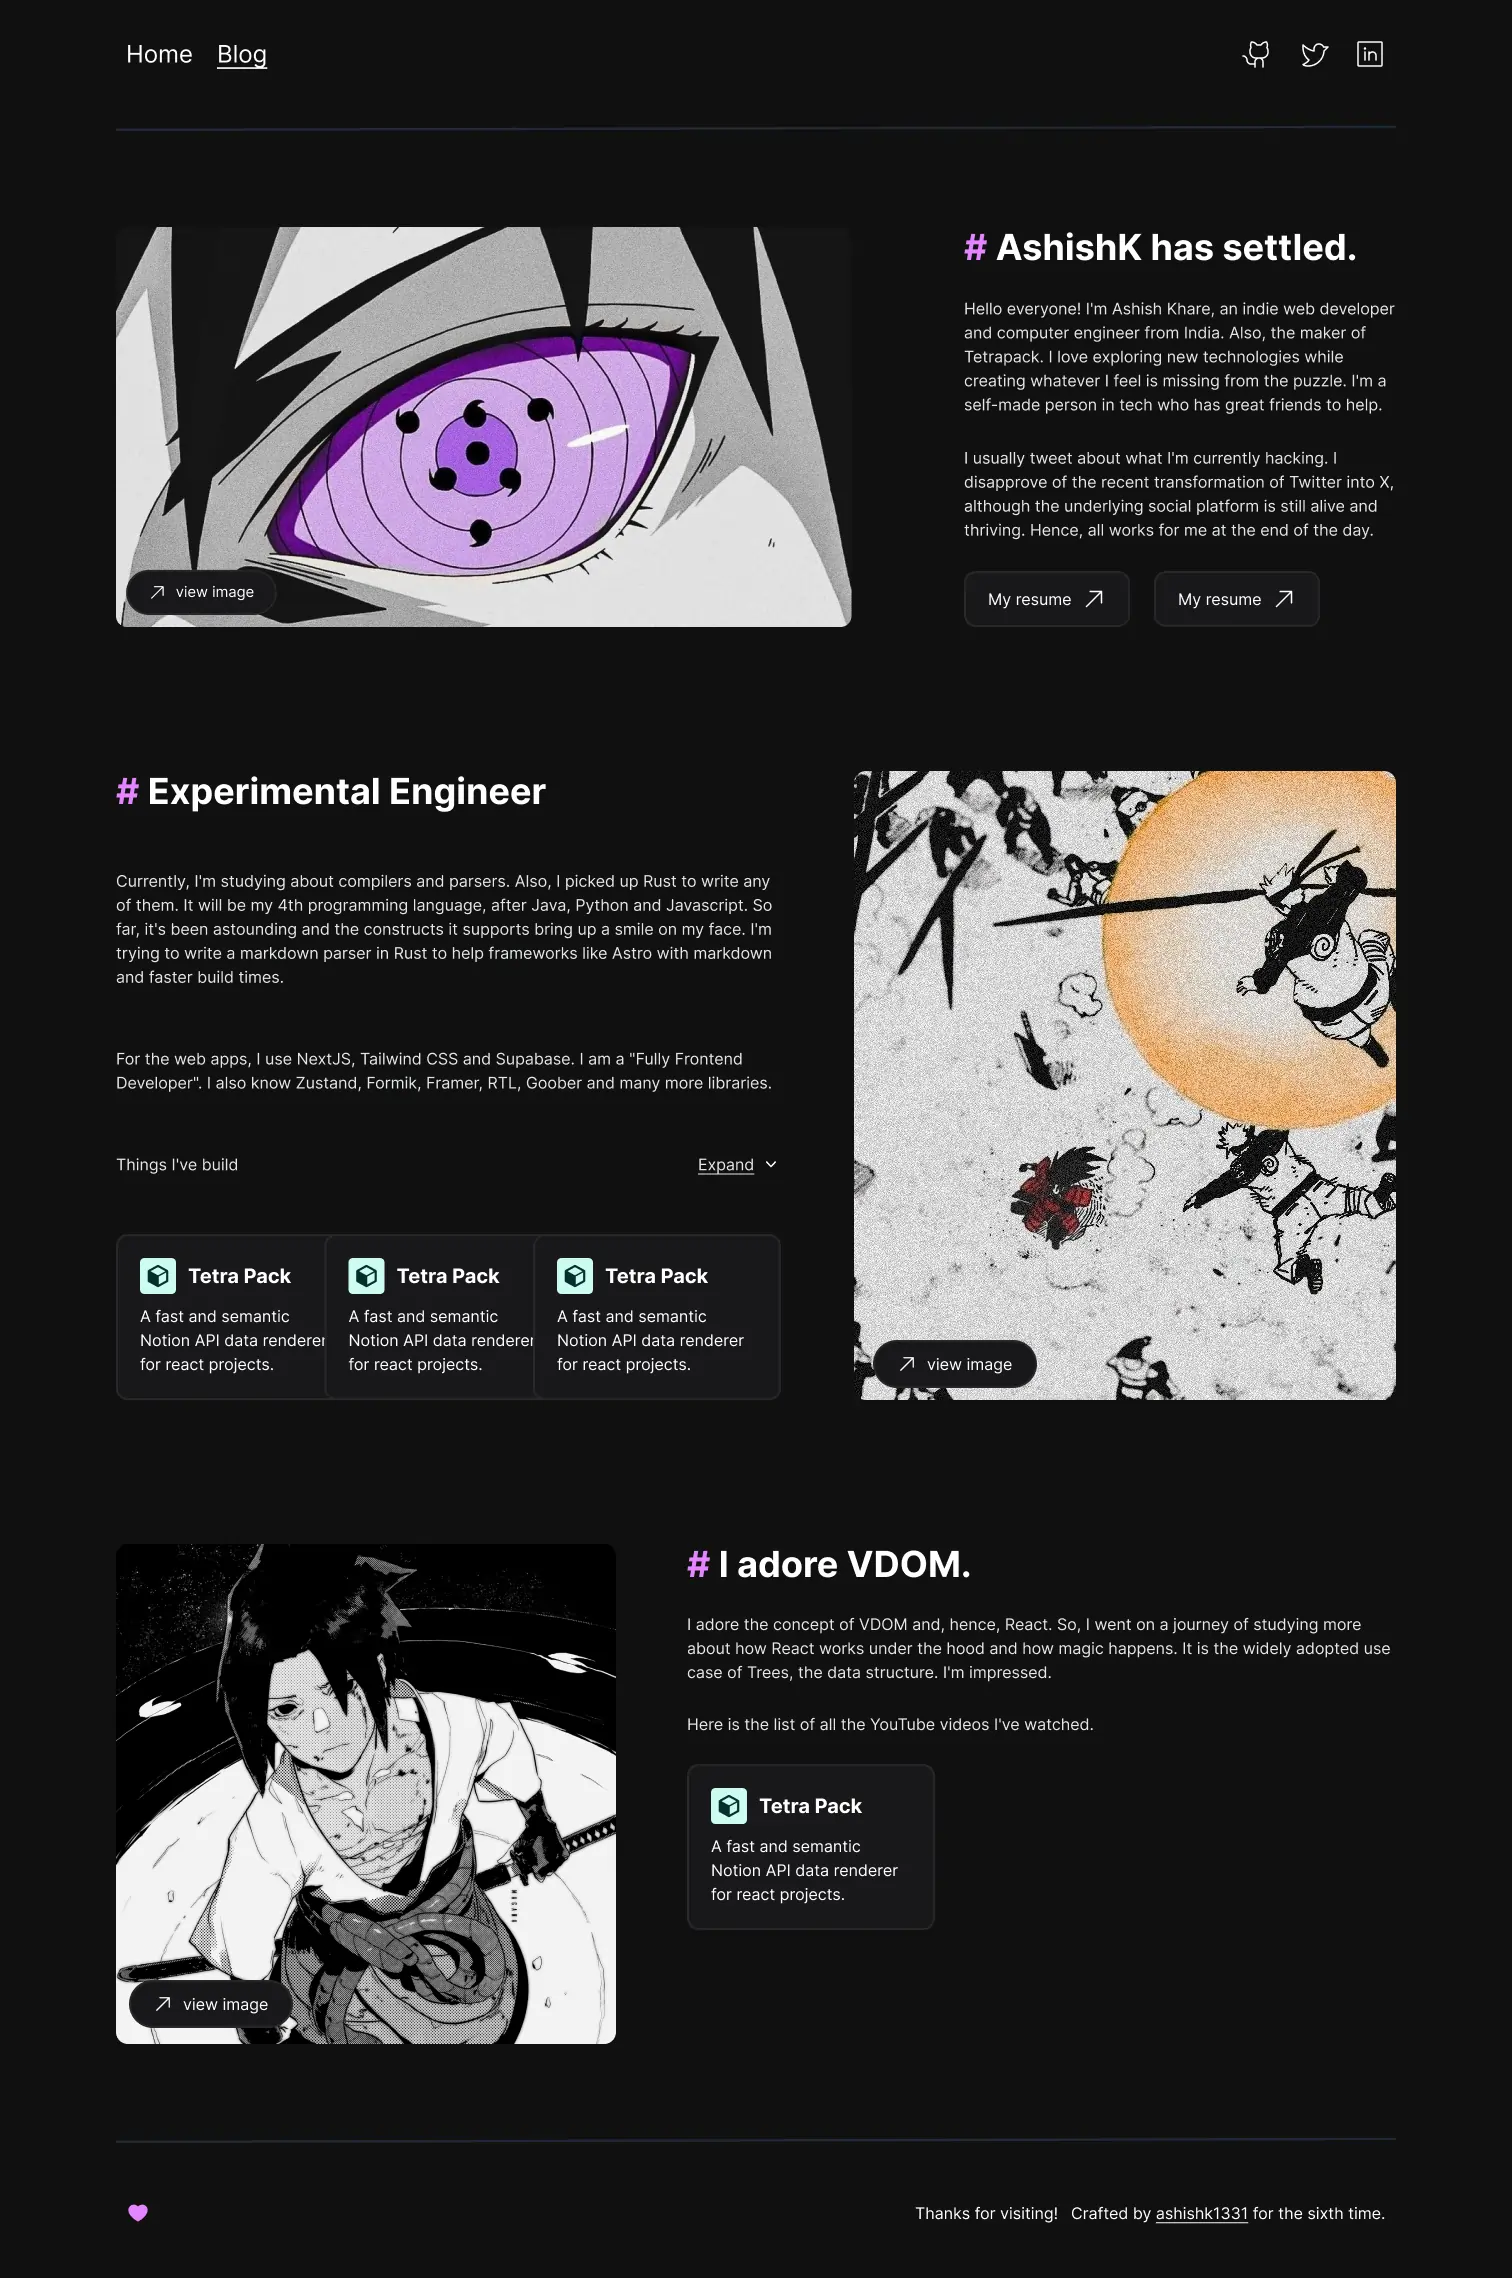 Home Blog
in
# AshishK has settled.
Hello everyone! I'm Ashish Khare, an indie web developer
and computer engineer from India. Also, the maker of
Tetrapack. I love exploring new technologies while
creating whatever I feel is missing from the puzzle. I'm a
self-made person in tech who has great friends to help.
I usually tweet about what I'm currently hacking. I
disapprove of the recent transformation of Twitter into X,
although the underlying social platform is still alive and
thriving. Hence, all works for me at the end of the day.
view image
My resume My resume
# Experimental Engineer
Currently, I'm studying about compilers and parsers. Also, I picked up Rust to write any
of them. It will be my 4th programming language, after Java, Python and Javascript. So
far, it's been astounding and the constructs it supports bring up a smile on my face. I'm
trying to write a markdown parser in Rust to help frameworks like Astro with markdown
and faster build times.
For the web apps, I use NextJS, Tailwind CSS and Supabase. I am a "Fully Frontend
Developer". I also know Zustand, Formik, Framer, RTL, Goober and many more libraries.
Things I've build Expand
Tetra Pack
A fast and semantic
Notion API data renderer
for react projects.
Tetra Pack
A fast and semantic
Notion API data renderer
for react projects.
Tetra Pack
A fast and semantic
Notion API data renderer
for react projects.
view image
# I adore VDOM.
I adore the concept of VDOM and, hence, React. So, I went on a journey of studying more
about how React works under the hood and how magic happens. It is the widely adopted use
case of Trees, the data structure. I'm impressed.
Here is the list of all the YouTube videos I've watched.
Tetra Pack
A fast and semantic
Notion API data renderer
for react projects.
view image
Thanks for visiting! Crafted by ashishk1331 for the sixth time.